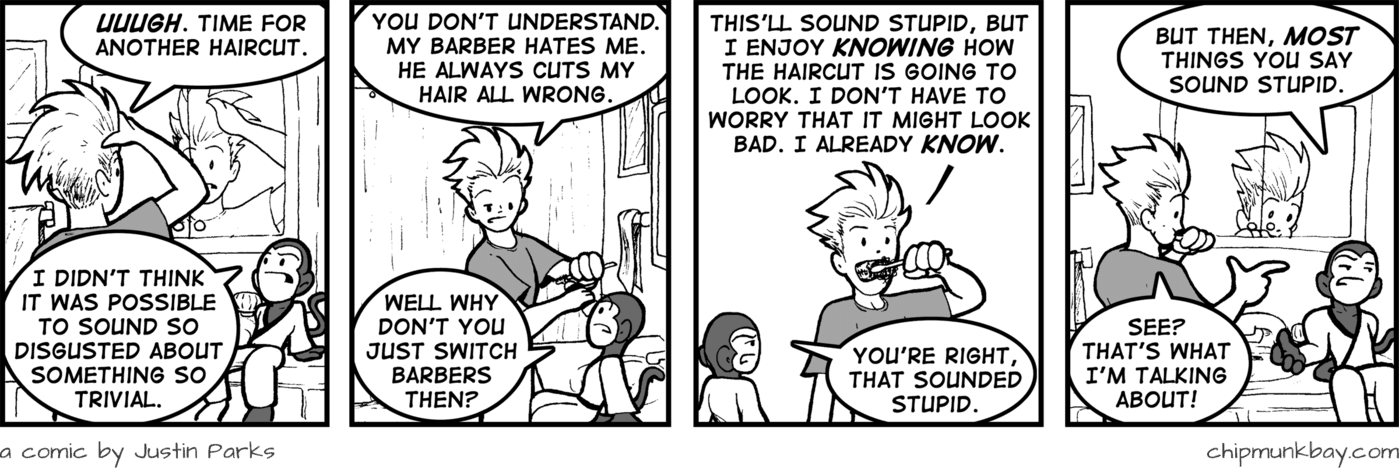 UUUGH. TIME FOR
ANOTHER HAIRCUT.
I DIDN'T THINK
IT WAS POSSIBLE
TO SOUND SO
DISGUSTED ABOUT
SOMETHING SO
TRIVIAL.
YOU DON'T UNDERSTAND.
MY BARBER HATES ME.
HE ALWAYS CUTS MY
HAIR ALL WRONG.
WELL WHY
DON'T YOU
JUST SWITCH
BARBERS
THEN?
THIS'LL SOUND STUPID, BUT
I ENJOY KNOWING HOW
THE HAIRCUT IS GOING TO
LOOK. I DON'T HAVE TO
WORRY THAT IT MIGHT LOOK
BAD. I ALREADY KNOW.
YOU'RE RIGHT,
THAT SOUNDED
STUPID.
BUT THEN, MOST
THINGS YOU SAY
SOUND STUPID.
SEE?
THAT'S WHAT
I'M TALKING
ABOUT!
a comic by Justin Parks
chipmunkbay.com